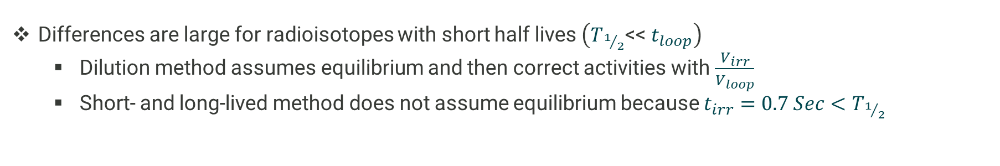 ❖ Differences are large for radioisotopes with short half lives (T_{1/2} << t_{loop})
▪ Dilution method assumes equilibrium and then correct activities with \frac{V_{irr}}{V_{loop}}
▪ Short- and long-lived method does not assume equilibrium because t_{irr} = 0.7 Sec < T_{1/2}